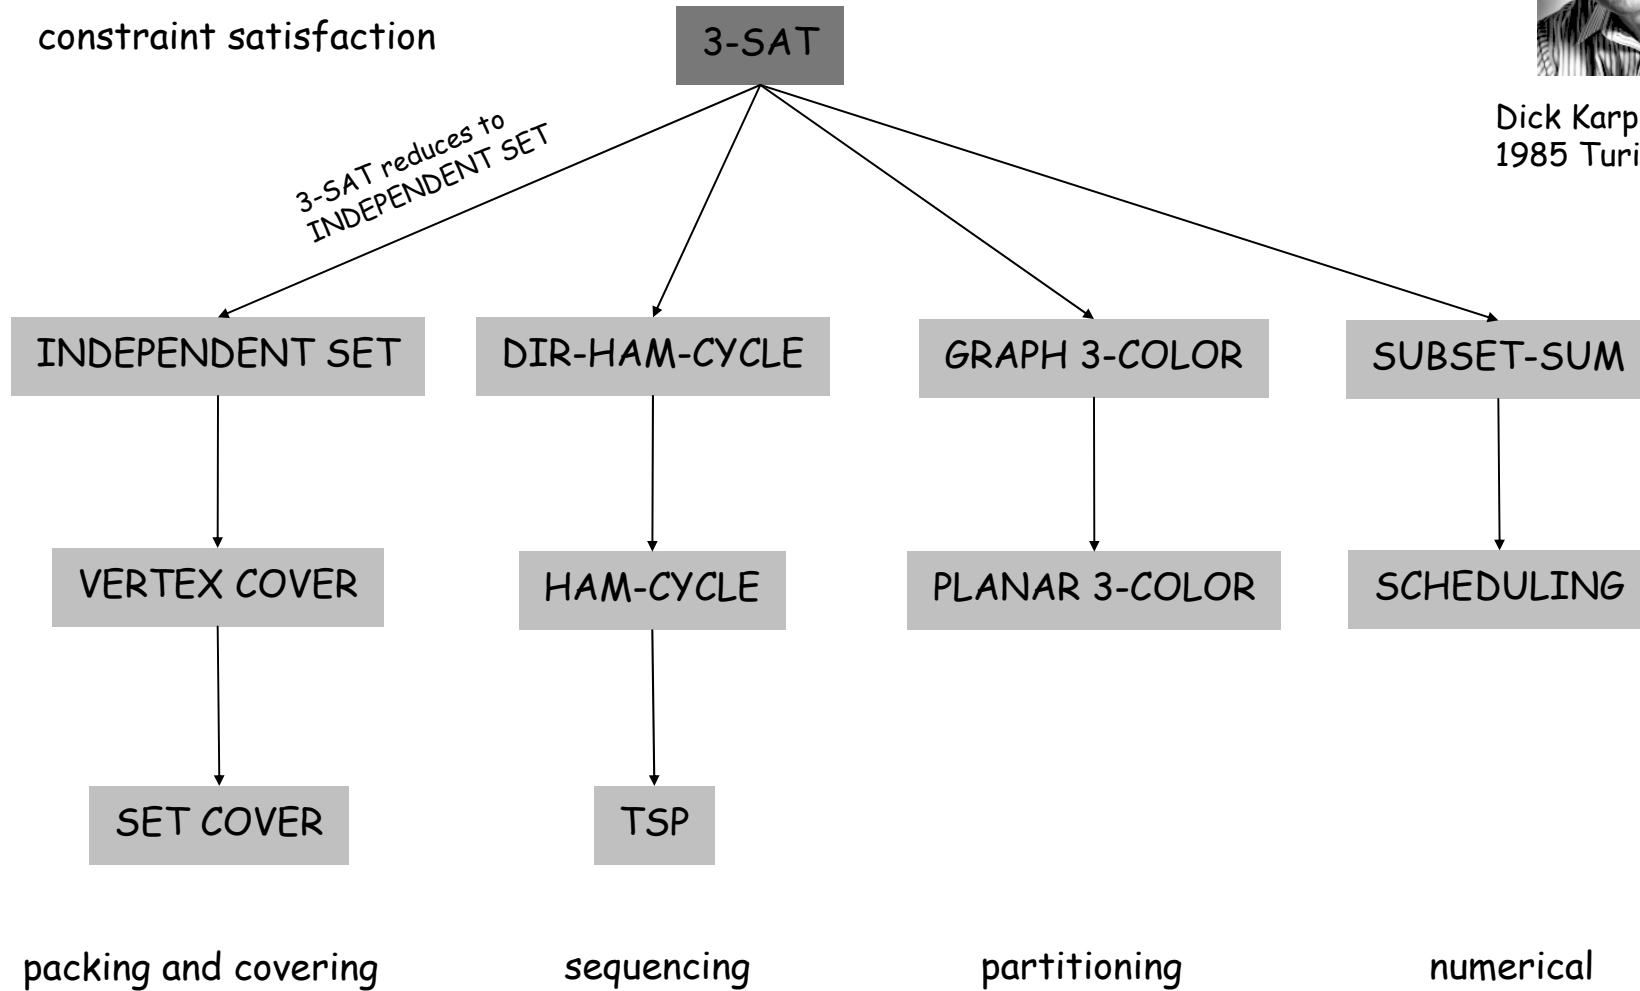 constraint satisfaction
3-SAT
Dick Karp
1985
3-SAT reduces to
INDEPENDENT SET
INDEPENDENT SET
DIR-HAM-CYCLE
GRAPH 3-COLOR
SUBSET-SUM
VERTEX COVER
HAM-CYCLE
PLANAR 3-COLOR
SCHEDULING
SET COVER
TSP
packing and covering
sequencing
partitioning
numerical